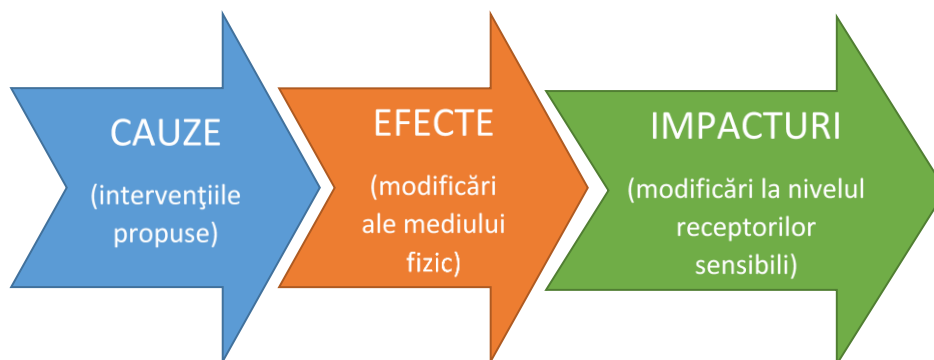 CAUZE
(intervenţiile
propuse)
EFECTE
(modificări
ale mediului
fizic)
IMPACTURI
(modificări la nivelul
receptorilor
sensibili)